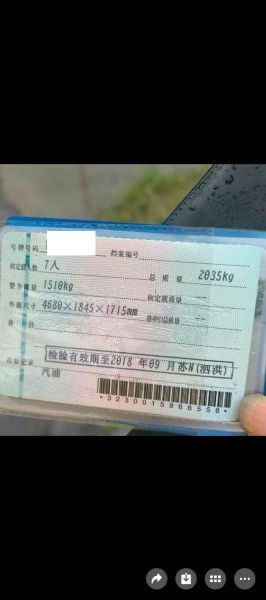 号牌号码 档案编号
核定载人数 7人 总质量 2035kg
整备质量 1510kg 核定载质量 --
外廓尺寸 4680×1845×1715mm 准牵引总质量 --
备注
检验记录 检验有效期至2018年09月苏N(泗洪)
汽油
*3230015966556*